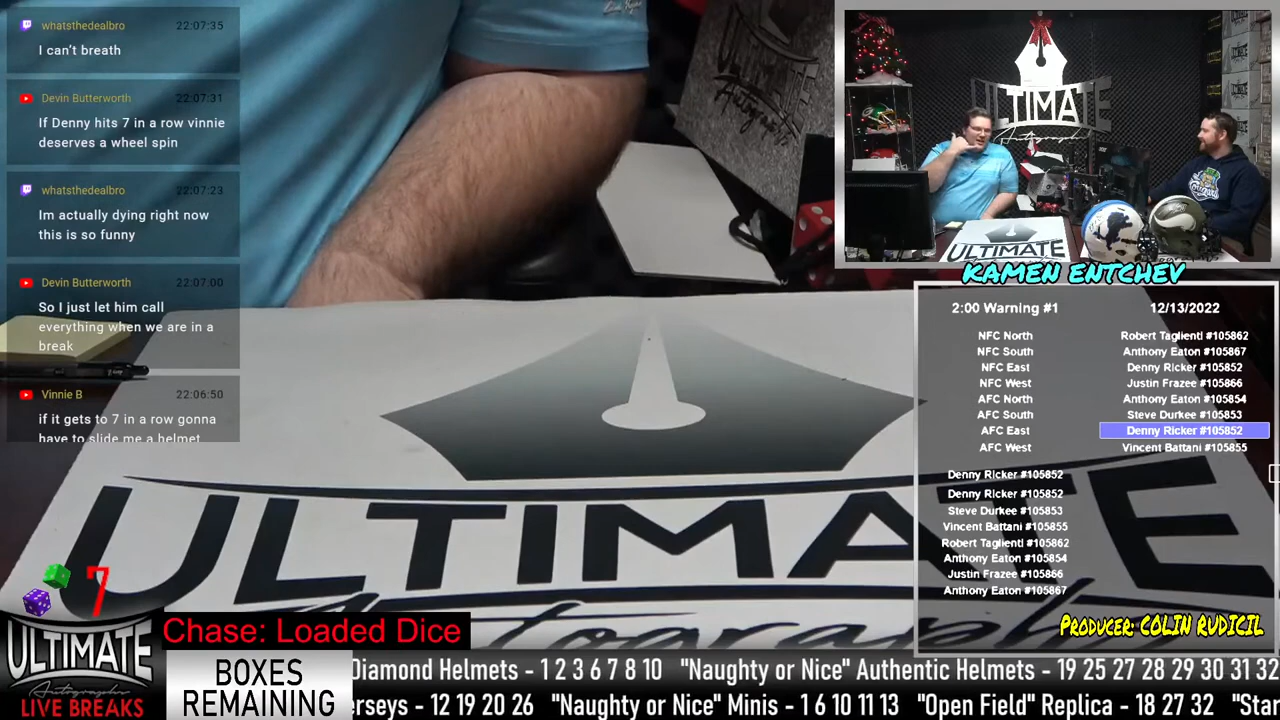 whatsthedealbro 22:07:35
I can't breath
Devin Butterworth 22:07:31
If Denny hits 7 in a row vinnie
deserves a wheel spin
whatsthedealbro 22:07:23
Im actually dying right now
this is so funny
Devin Butterworth 22:07:00
So I just let him call
everything when we are in a
break
Vinnie B 22:06:50
if it gets to 7 in a row gonna
have to slide me a helmet
ULTIMATE
KAMEN ENTCHEV
2:00 Warning #1 12/13/2022
NFC North Robert Taglienti #105862
NFC South Anthony Eaton #105867
NFC East Denny Ricker #105852
NFC West Justin Frazee #105866
AFC North Anthony Eaton #105854
AFC South Steve Durkee #105853
AFC East Denny Ricker #105852
AFC West Vincent Battani #105855
Denny Ricker #105852
Denny Ricker #105852
Steve Durkee #105853
Vincent Battani #105855
Robert Taglienti #105862
Anthony Eaton #105854
Justin Frazee #105866
Anthony Eaton #105867
Producer: COLIN RUDICIL
ULTIMATE
7
ULTIMATE
Autographs
LIVE BREAKS
Chase: Loaded Dice
BOXES
REMAINING
Diamond Helmets - 1 2 3 6 7 8 10 "Naughty or Nice" Authentic Helmets - 19 25 27 28 29 30 31 32
erseys - 12 19 20 26 "Naughty or Nice" Minis - 1 6 10 11 13 "Open Field" Replica - 18 27 32 "Star